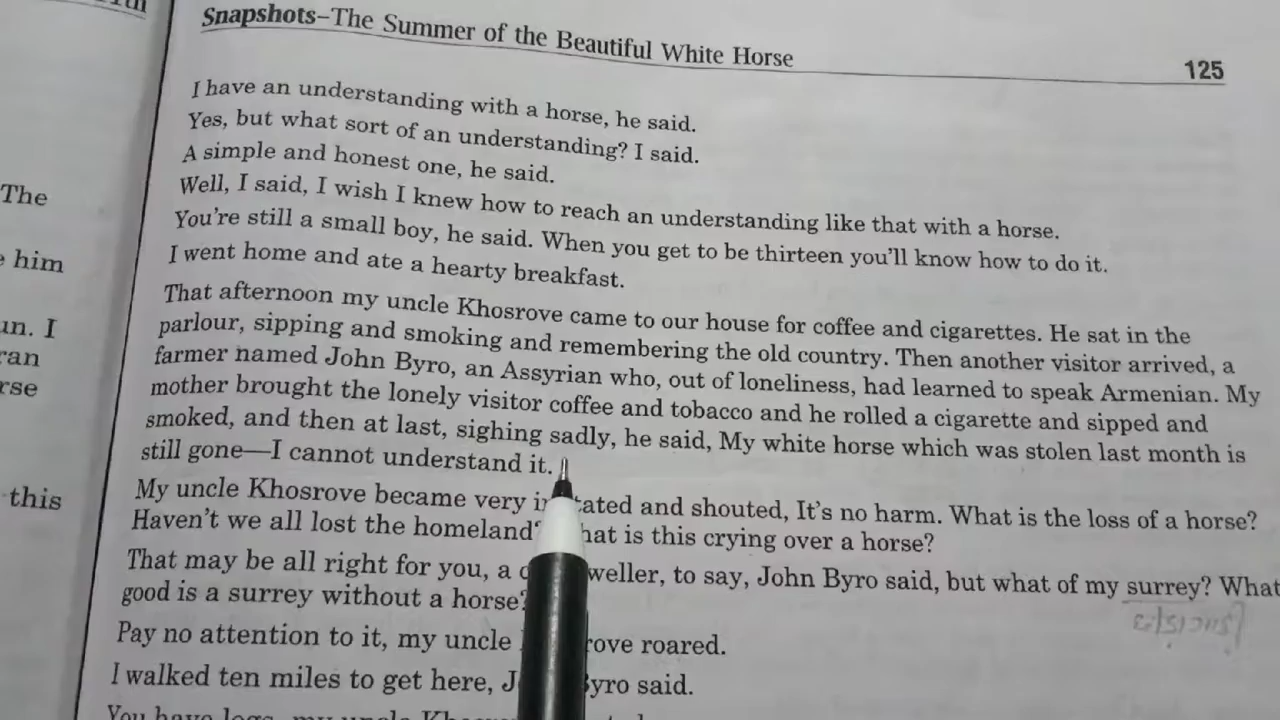 Snapshots–The Summer of the Beautiful White Horse
125
I have an understanding with a horse, he said.
Yes, but what sort of an understanding? I said.
A simple and honest one, he said.
Well, I said, I wish I knew how to reach an understanding like that with a horse.
You're still a small boy, he said. When you get to be thirteen you'll know how to do it.
I went home and ate a hearty breakfast.
That afternoon my uncle Khosrove came to our house for coffee and cigarettes. He sat in the
parlour, sipping and smoking and remembering the old country. Then another visitor arrived, a
farmer named John Byro, an Assyrian who, out of loneliness, had learned to speak Armenian. My
mother brought the lonely visitor coffee and tobacco and he rolled a cigarette and sipped and
smoked, and then at last, sighing sadly, he said, My white horse which was stolen last month is
still gone—I cannot understand it.
My uncle Khosrove became very and shouted, It's no harm. What is the loss of a horse?
Haven't we all lost the homeland? is this crying over a horse?
That may be all right for you, a to say, John Byro said, but what of my surrey? What
good is a surrey without a horse?
Pay no attention to it, my uncle roared.
I walked ten miles to get here, said.
You have legs, my uncle
The
him
un. I
ran
rse
this